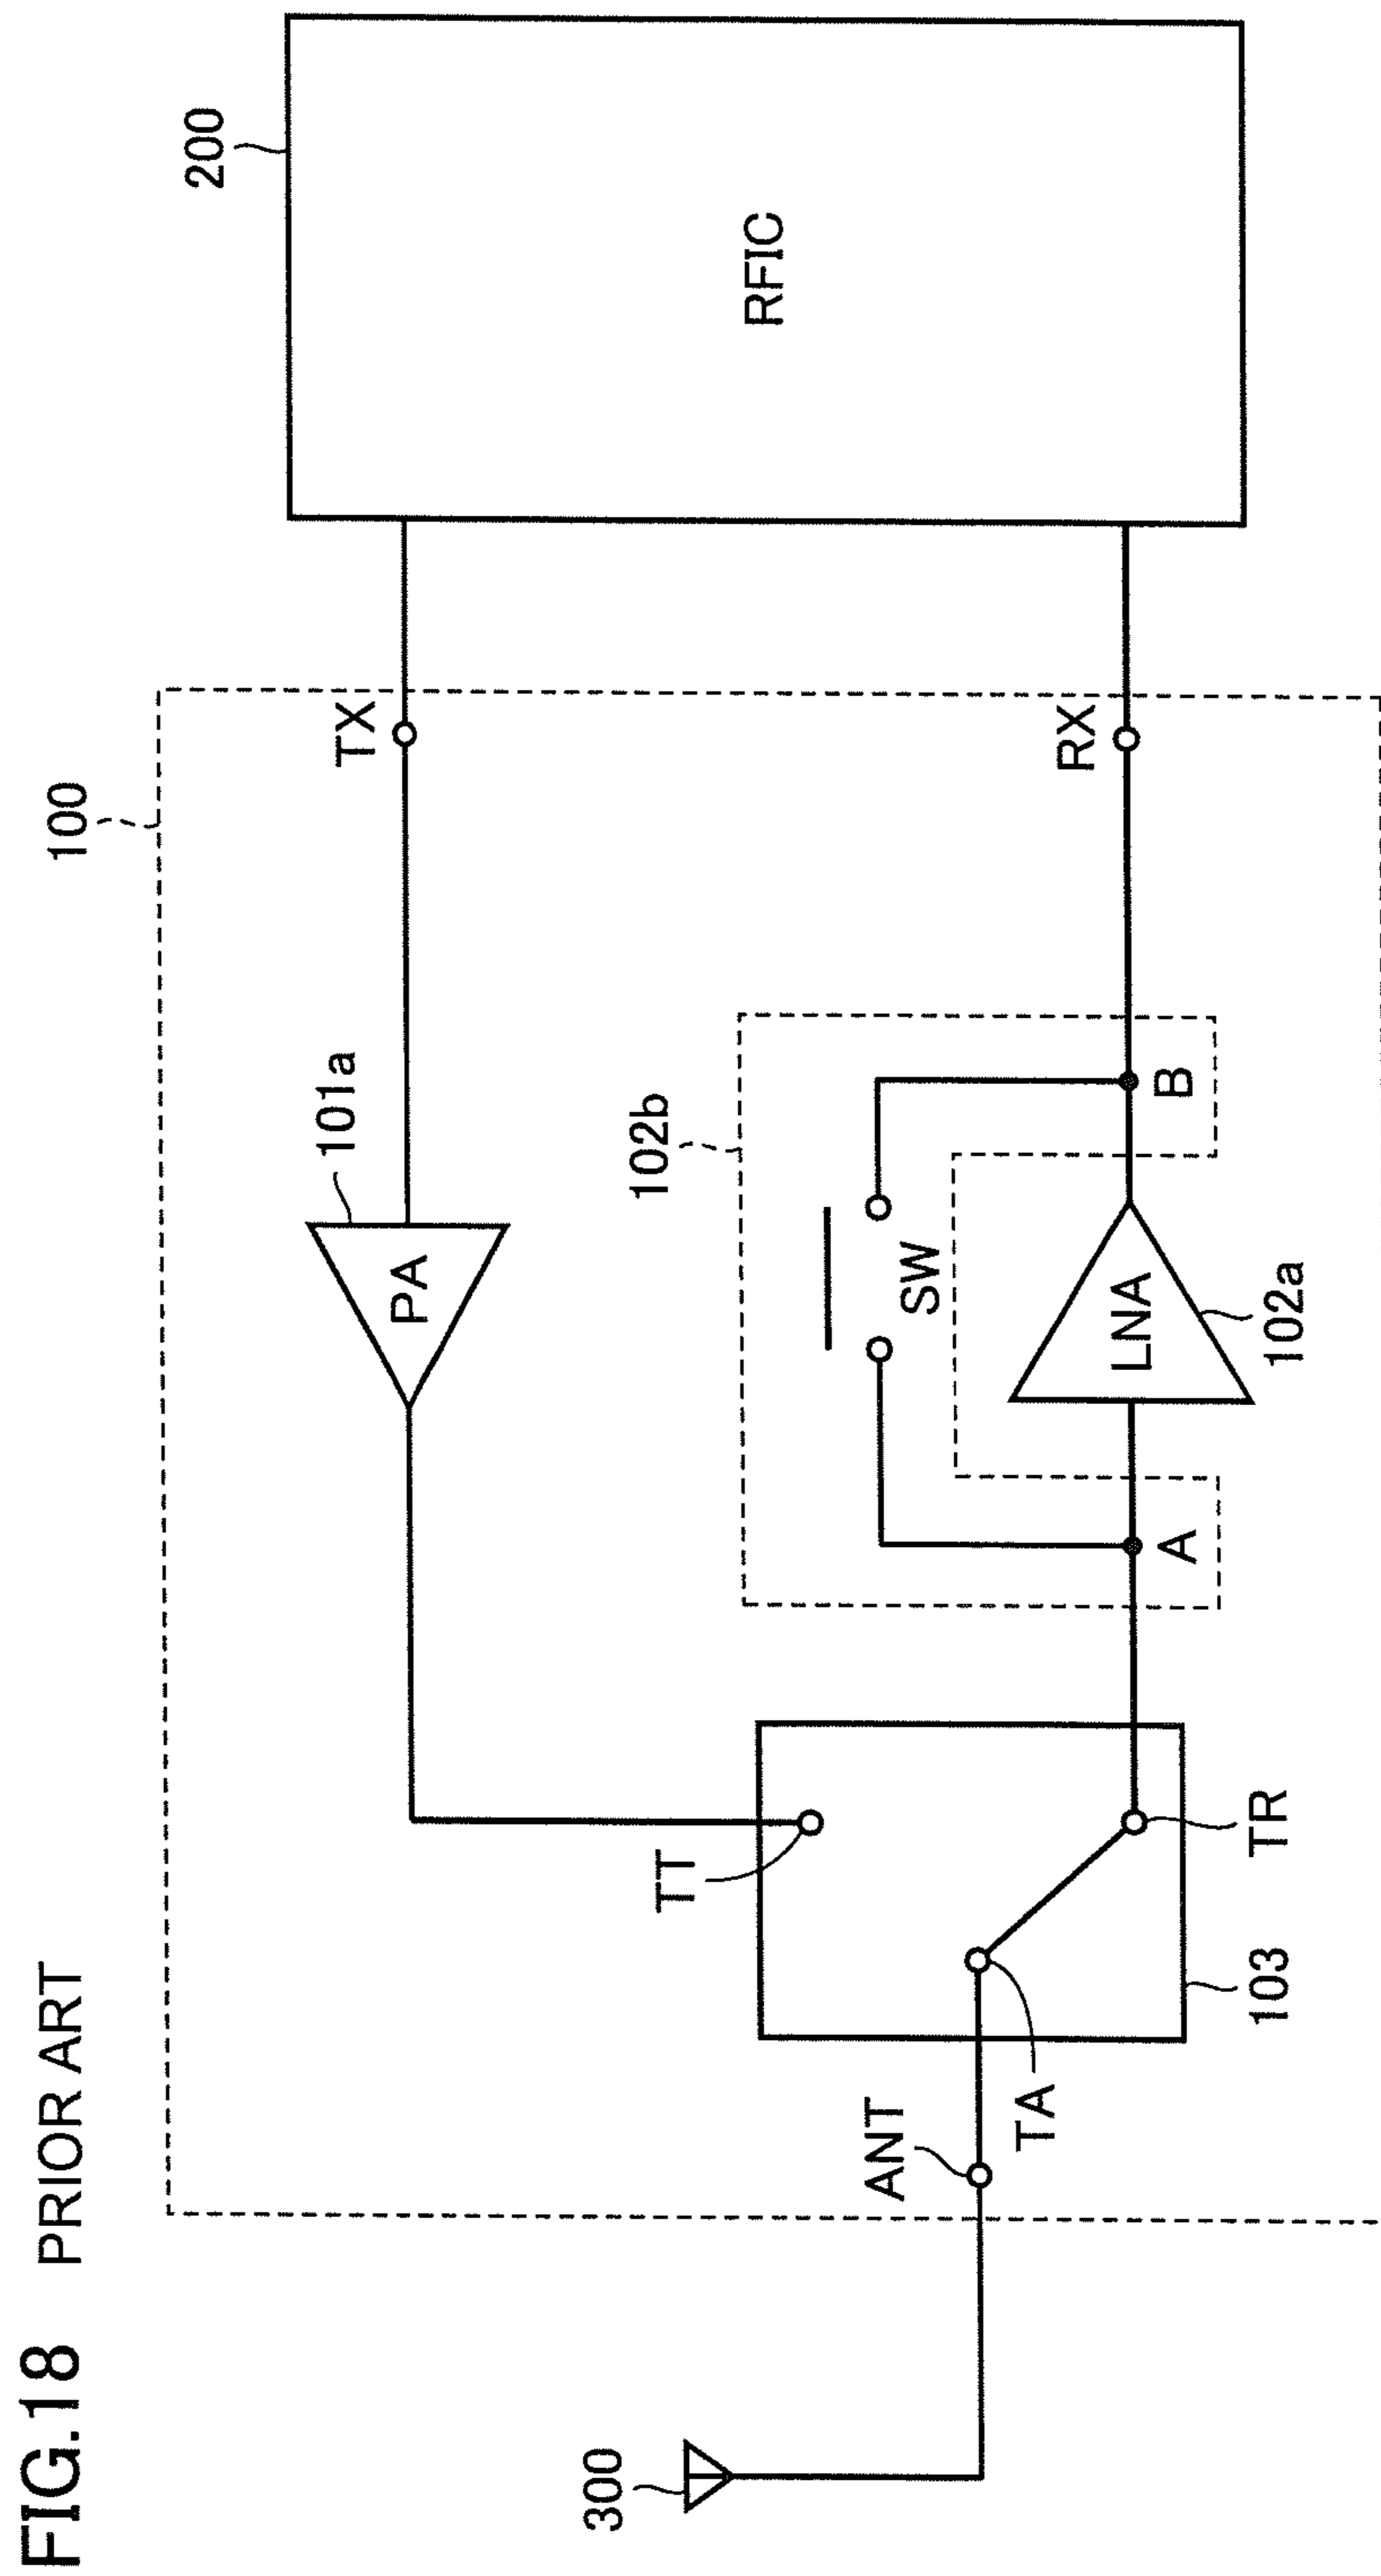 FIG.18 PRIOR ART
100
200
TX
101a
PA
RFIC
102b
300
TT
SW
ANT
LNA
RX
TA
A
B
103
TR
102a